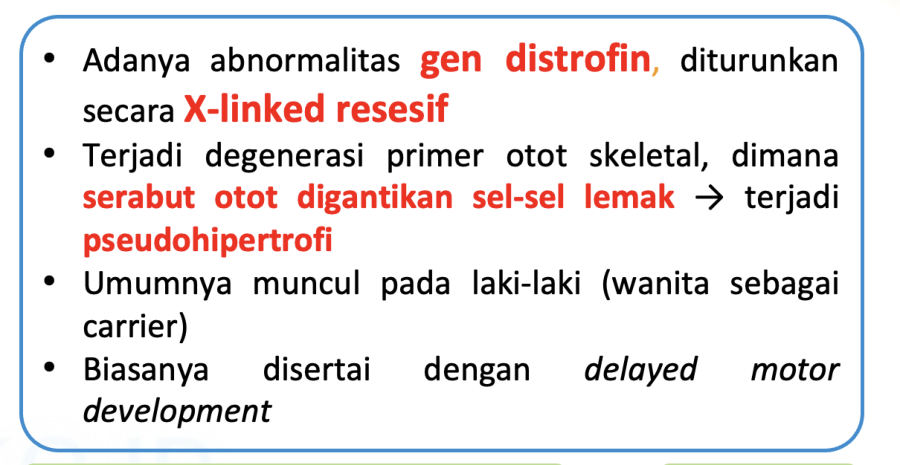 • Adanya abnormalitas gen distrofin, diturunkan
secara X-linked resesif
• Terjadi degenerasi primer otot skeletal, dimana
serabut otot digantikan sel-sel lemak → terjadi
pseudohipertrofi
• Umumnya muncul pada laki-laki (wanita sebagai
carrier)
• Biasanya disertai dengan delayed motor
development